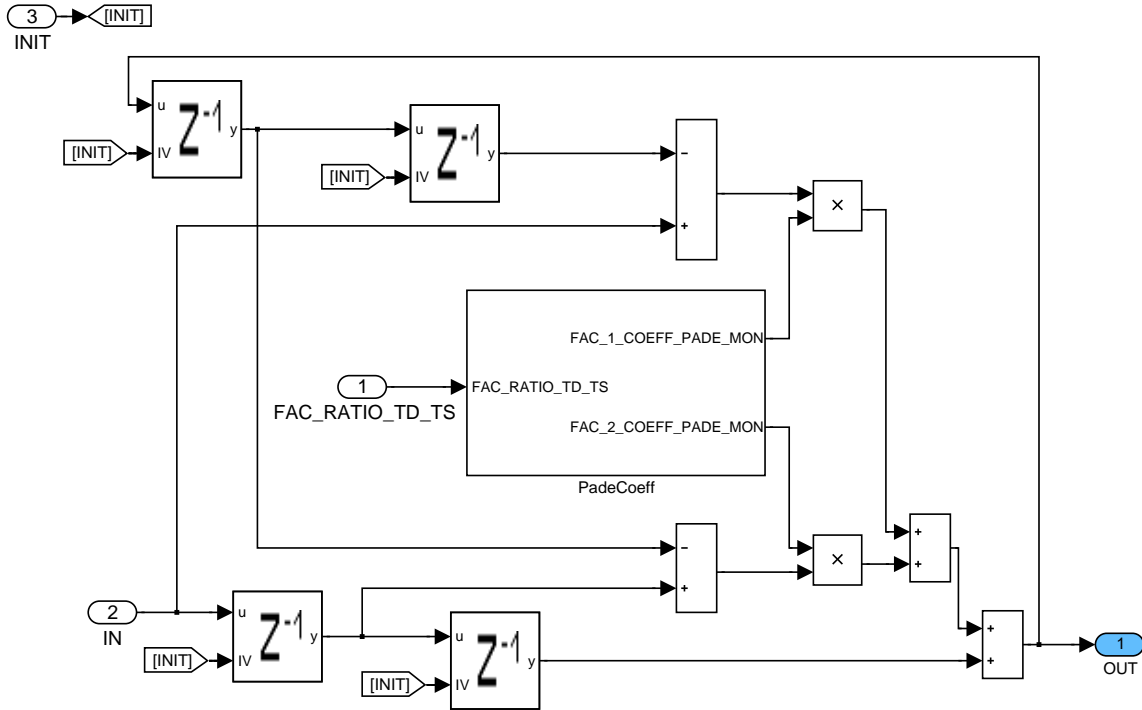 3
INIT
[INIT]
u
[INIT]
IV
Z-1
y
u
[INIT]
IV
Z-1
y
−
+
×
FAC_1_COEFF_PADE_MON
1
FAC_RATIO_TD_TS
FAC_RATIO_TD_TS
FAC_2_COEFF_PADE_MON
PadeCoeff
−
+
×
+
+
2
IN
u
[INIT]
IV
Z-1
y
u
[INIT]
IV
Z-1
y
+
+
1
OUT